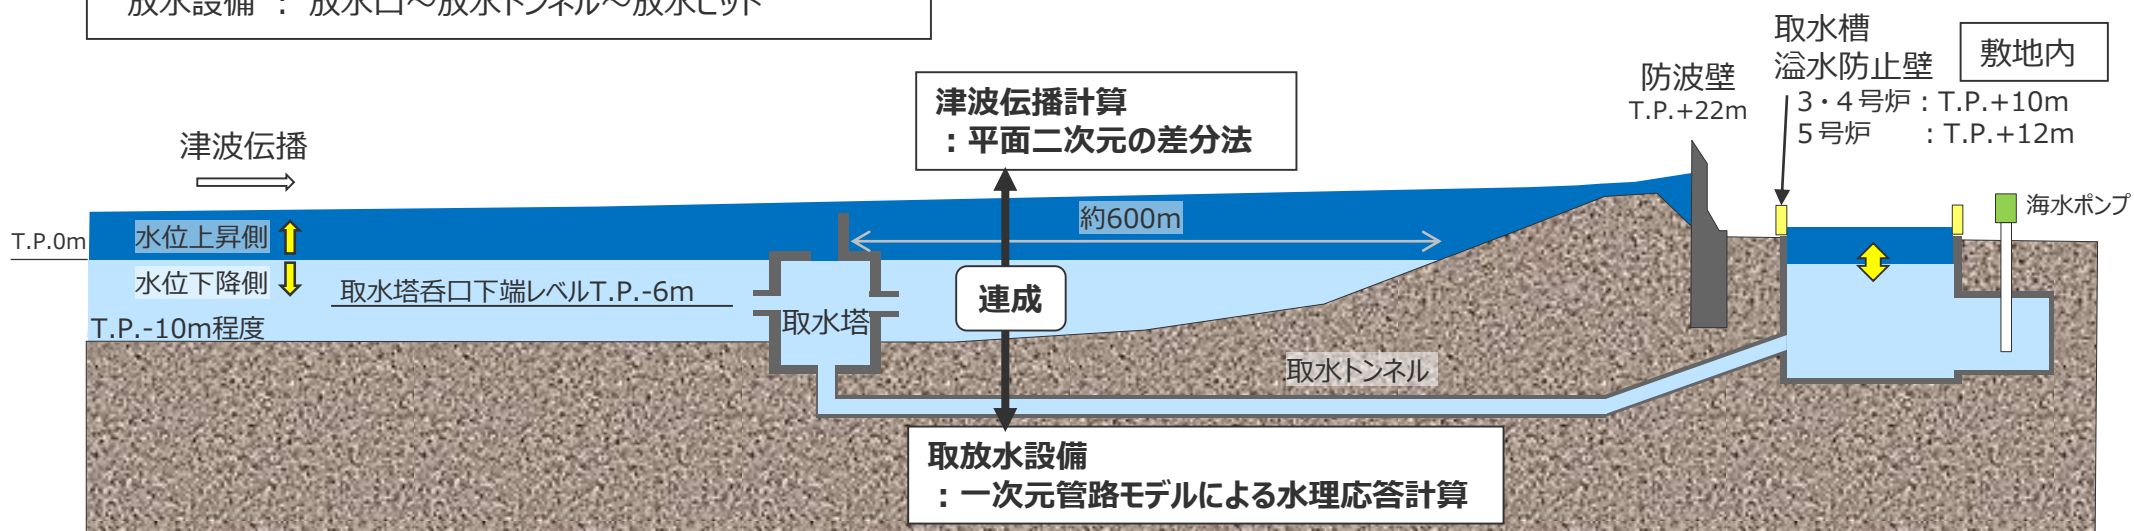 放水設備 : 放水口～放水トンネル～放水ピット
取水槽
溢水防止壁
敷地内
3・4号炉 : T.P.+10m
5号炉 : T.P.+12m
防波壁
T.P.+22m
津波伝播計算
:平面二次元の差分法
津波伝播
約600m
海水ポンプ
T.P.0m
水位上昇側
水位下降側
取水塔呑口下端レベルT.P.-6m
連成
T.P.-10m程度
取水塔
取水トンネル
取放水設備
:一次元管路モデルによる水理応答計算